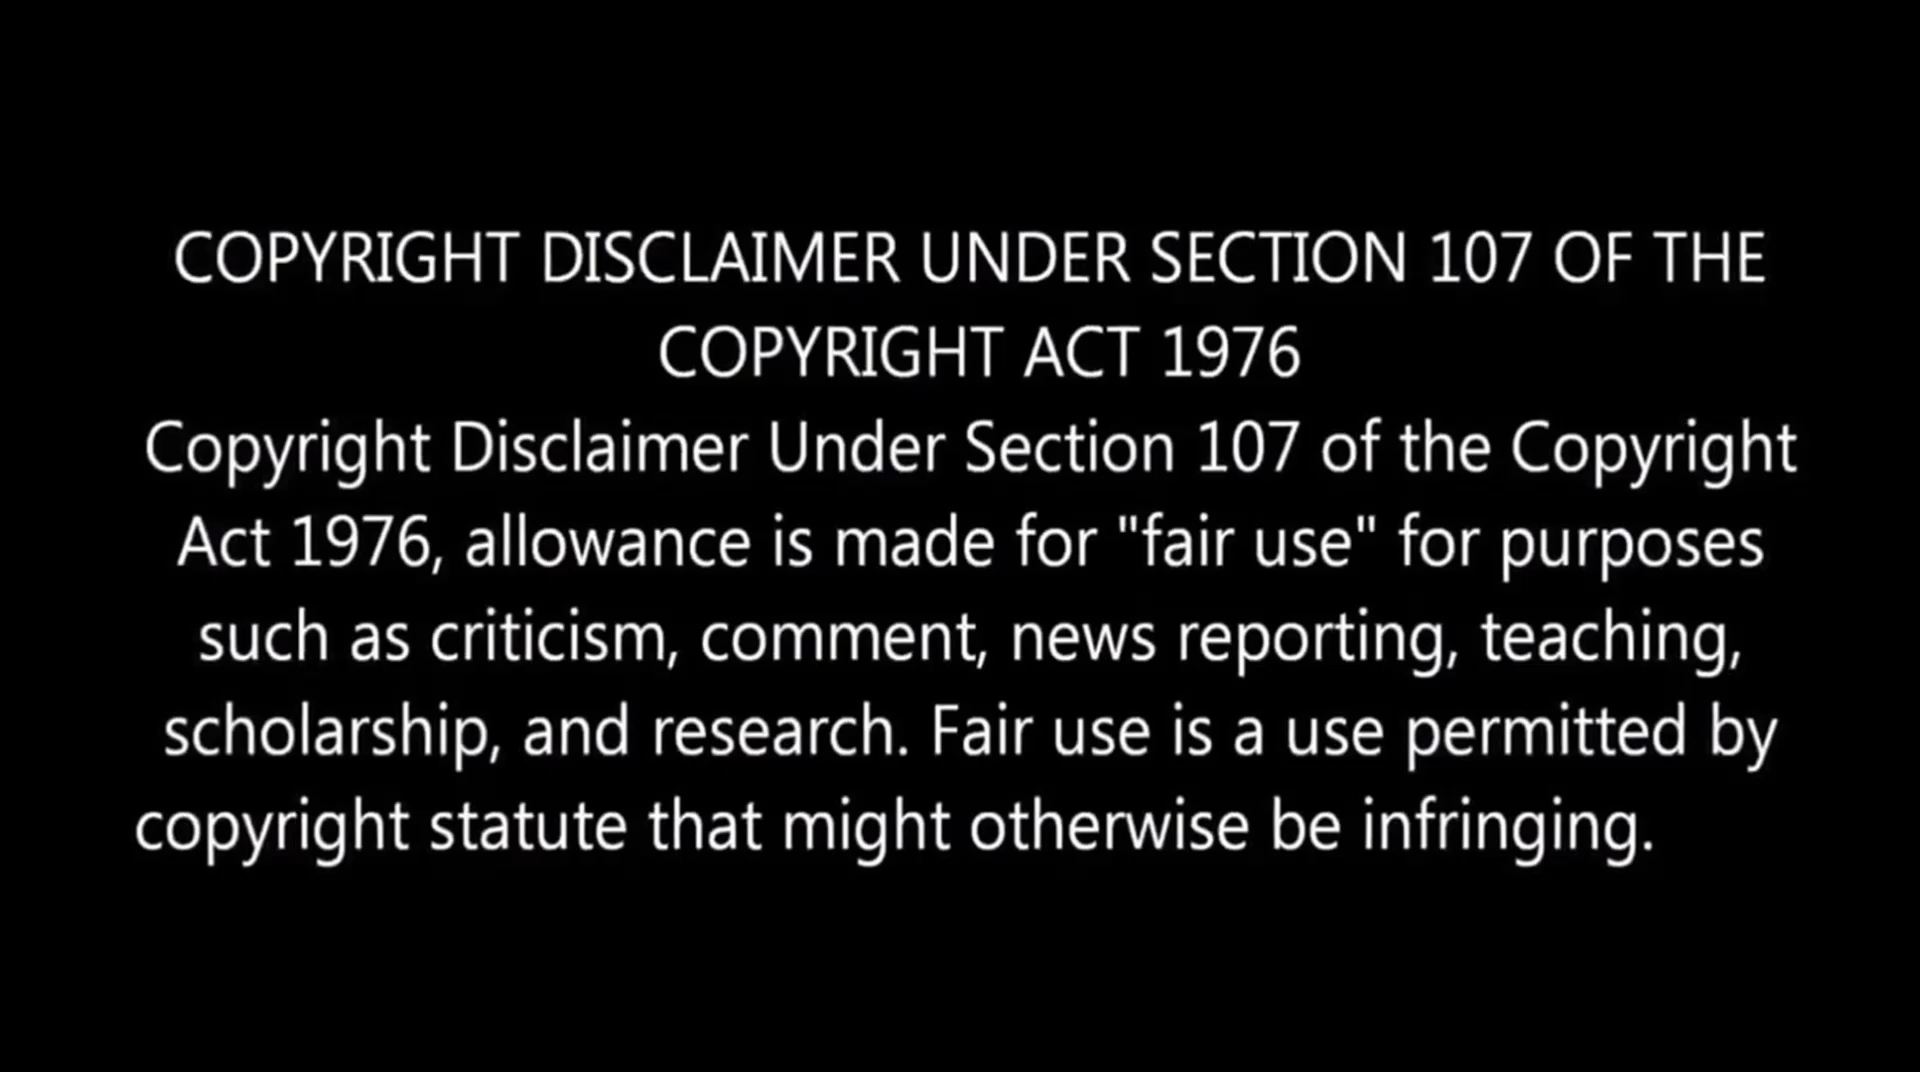 COPYRIGHT DISCLAIMER UNDER SECTION 107 OF THE
COPYRIGHT ACT 1976
Copyright Disclaimer Under Section 107 of the Copyright
Act 1976, allowance is made for "fair use" for purposes
such as criticism, comment, news reporting, teaching,
scholarship, and research. Fair use is a use permitted by
copyright statute that might otherwise be infringing.